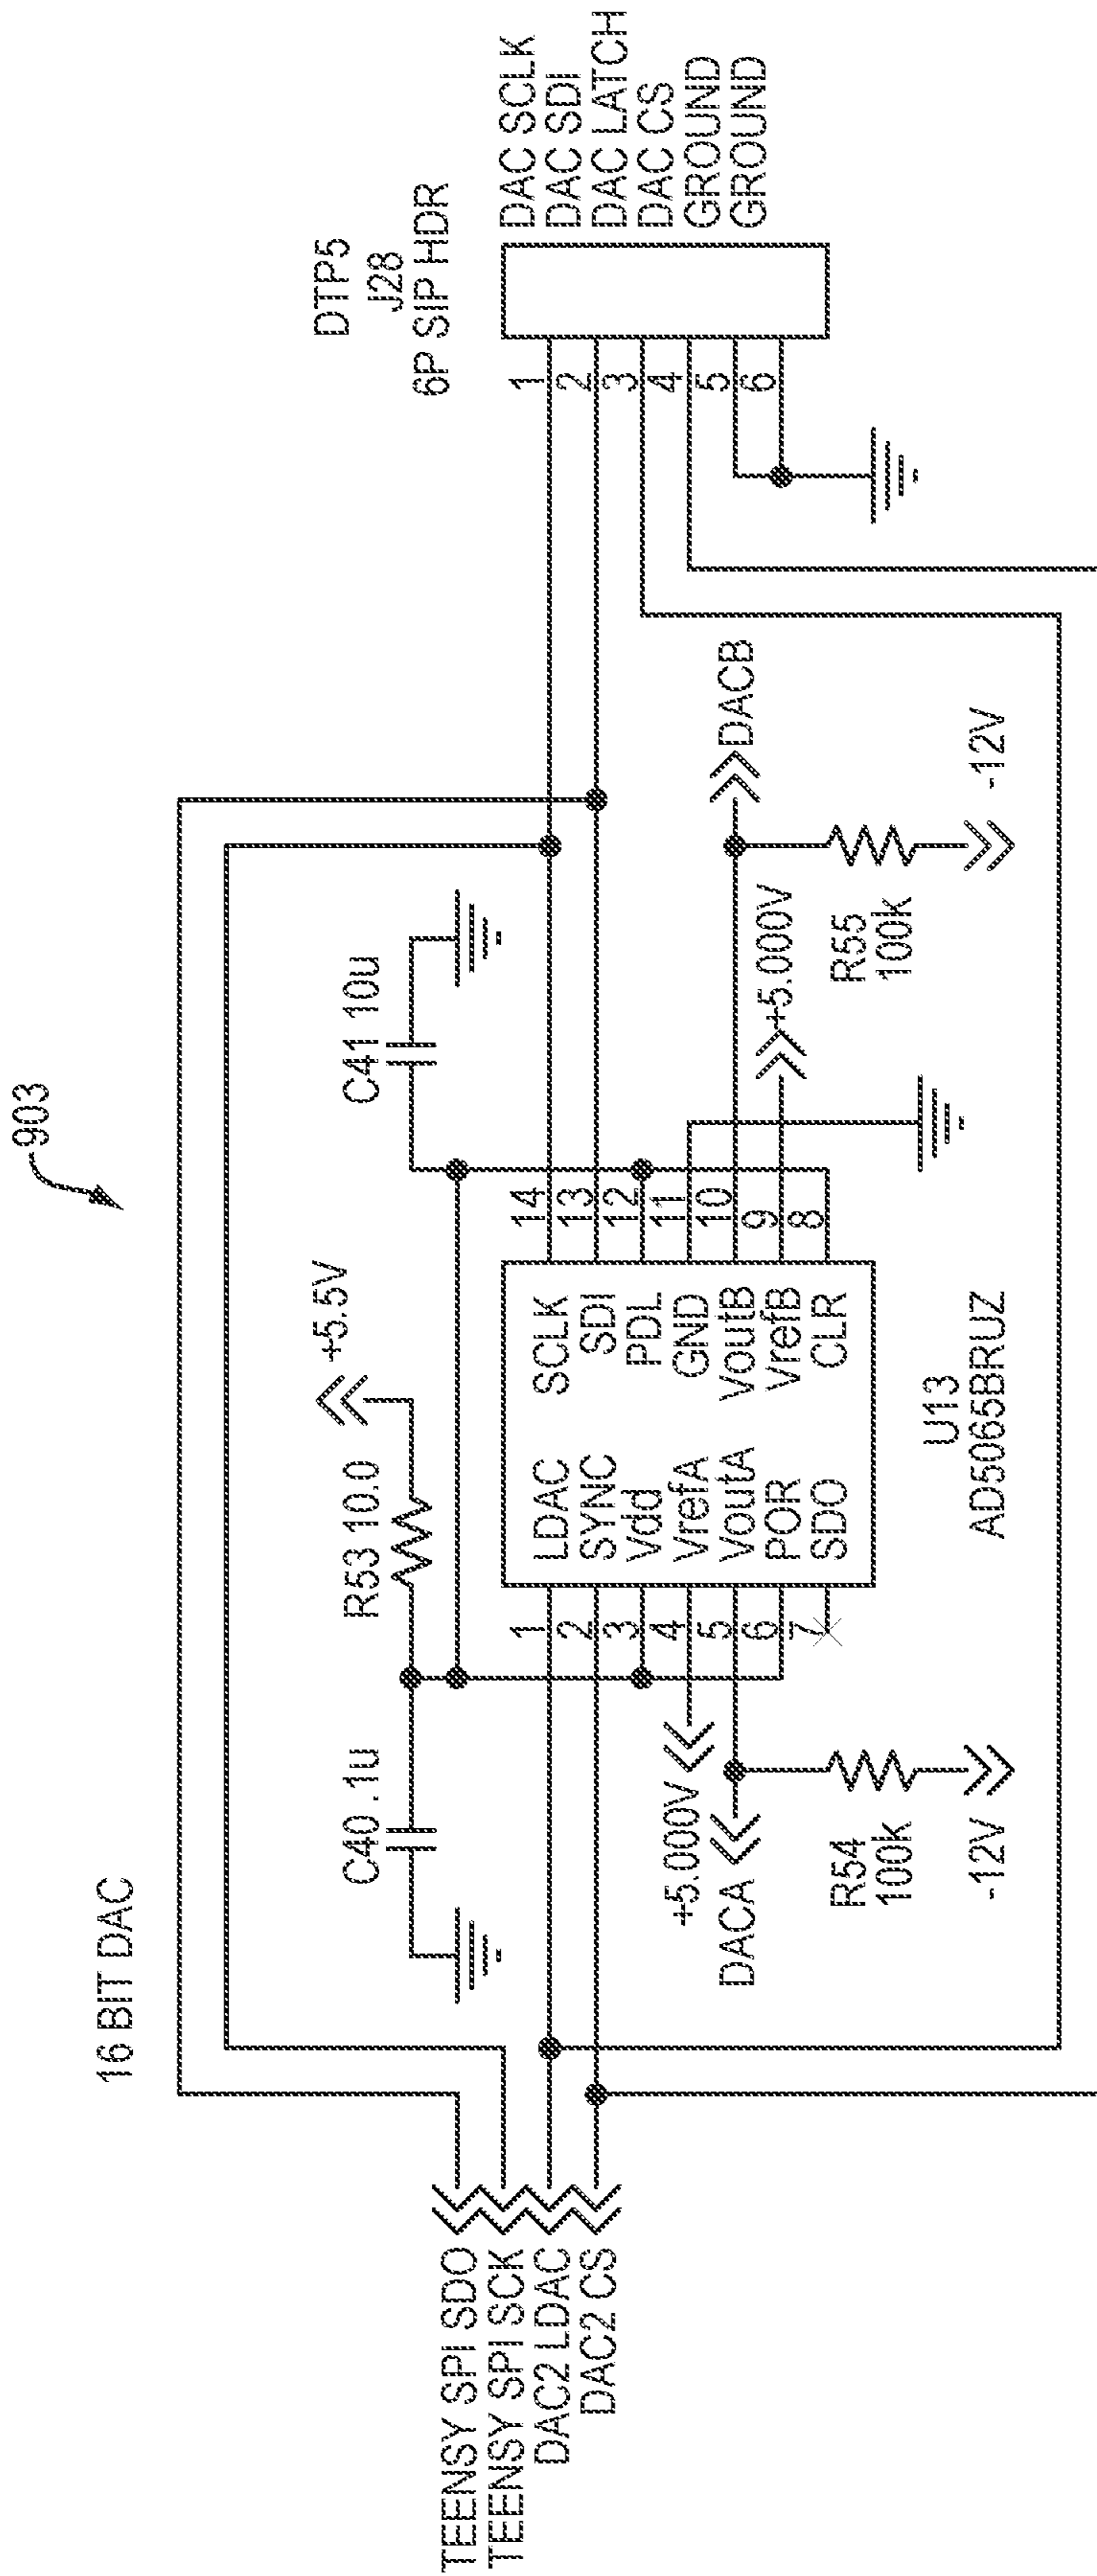 903
16 BIT DAC
DTP5
J28
6P SIP HDR
+5.5V
C40 .1u
R53 10.0
C41 10u
TEENSY SPI SDO
TEENSY SPI SCK
DAC2 LDAC
DAC2 CS
1
2
3
4
5
6
7
LDAC
SYNC
Vdd
VrefA
VoutA
POR
SDO
SCLK
SDI
PDL
GND
VoutB
VrefB
CLR
14
13
12
11
10
9
8
U13
AD5065BRUZ
+5.000V
DACA
R54
100k
-12V
DACB
+5.000V
R55
100k
-12V
1
2
3
4
5
6
DAC SCLK
DAC SDI
DAC LATCH
DAC CS
GROUND
GROUND